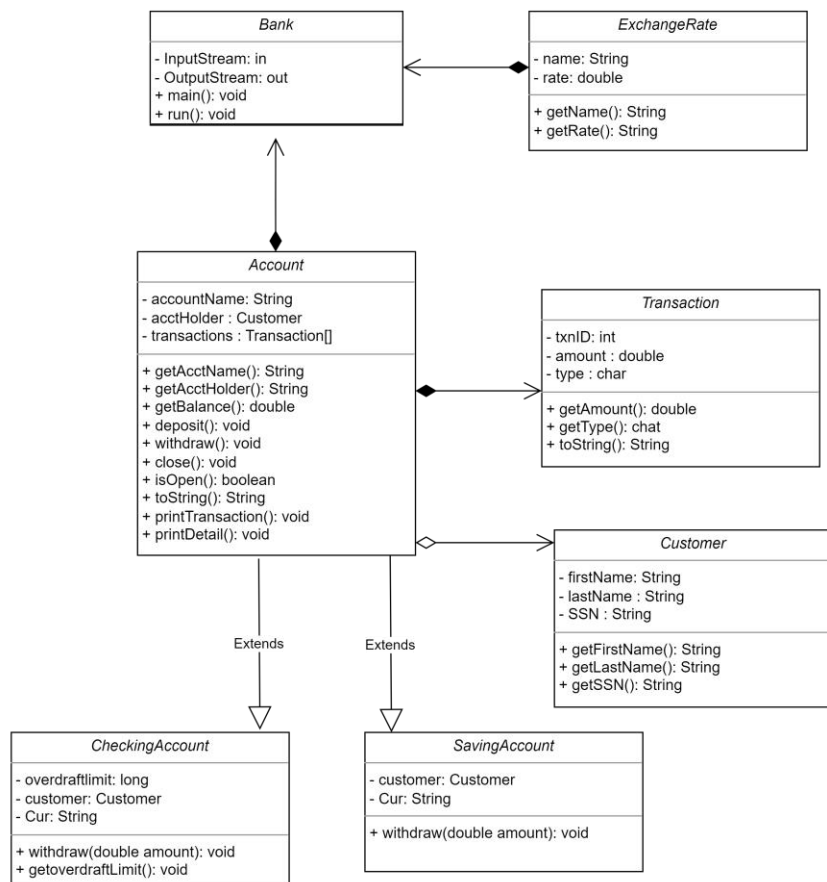 Bank
- InputStream: in
- OutputStream: out
+ main(): void
+ run(): void
ExchangeRate
- name: String
- rate: double
+ getName(): String
+ getRate(): String
Account
- accountName: String
- acctHolder : Customer
- transactions : Transaction[]
+ getAcctName(): String
+ getAcctHolder(): String
+ getBalance(): double
+ deposit(): void
+ withdraw(): void
+ close(): void
+ isOpen(): boolean
+ toString(): String
+ printTransaction(): void
+ printDetail(): void
Transaction
- txnID: int
- amount : double
- type : char
+ getAmount(): double
+ getType(): chat
+ toString(): String
Customer
- firstName: String
- lastName : String
- SSN : String
+ getFirstName(): String
+ getLastName(): String
+ getSSN(): String
Extends
Extends
CheckingAccount
- overdraftlimit: long
- customer: Customer
- Cur: String
+ withdraw(double amount): void
+ getoverdraftLimit(): void
SavingAccount
- customer: Customer
- Cur: String
+ withdraw(double amount): void